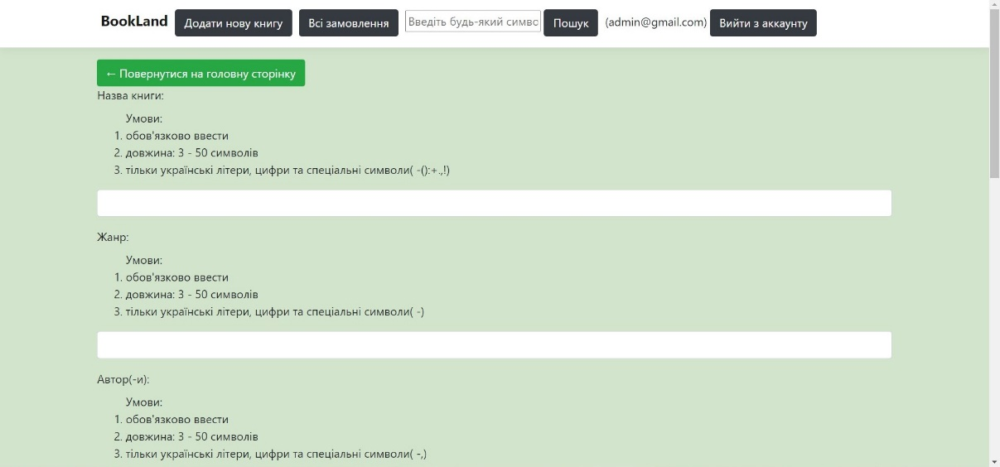 BookLand Додати нову книгу Всі замовлення Введіть будь-який симво Пошук (admin@gmail.com) Вийти з аккаунту
← Повернутися на головну сторінку
Назва книги:
Умови:
1. обов'язково ввести
2. довжина: 3 - 50 символів
3. тільки українські літери, цифри та спеціальні символи( -():+.,!)
Жанр:
Умови:
1. обов'язково ввести
2. довжина: 3 - 50 символів
3. тільки українські літери, цифри та спеціальні символи( -)
Автор(-и):
Умови:
1. обов'язково ввести
2. довжина: 3 - 50 символів
3. тільки українські літери, цифри та спеціальні символи( -,)